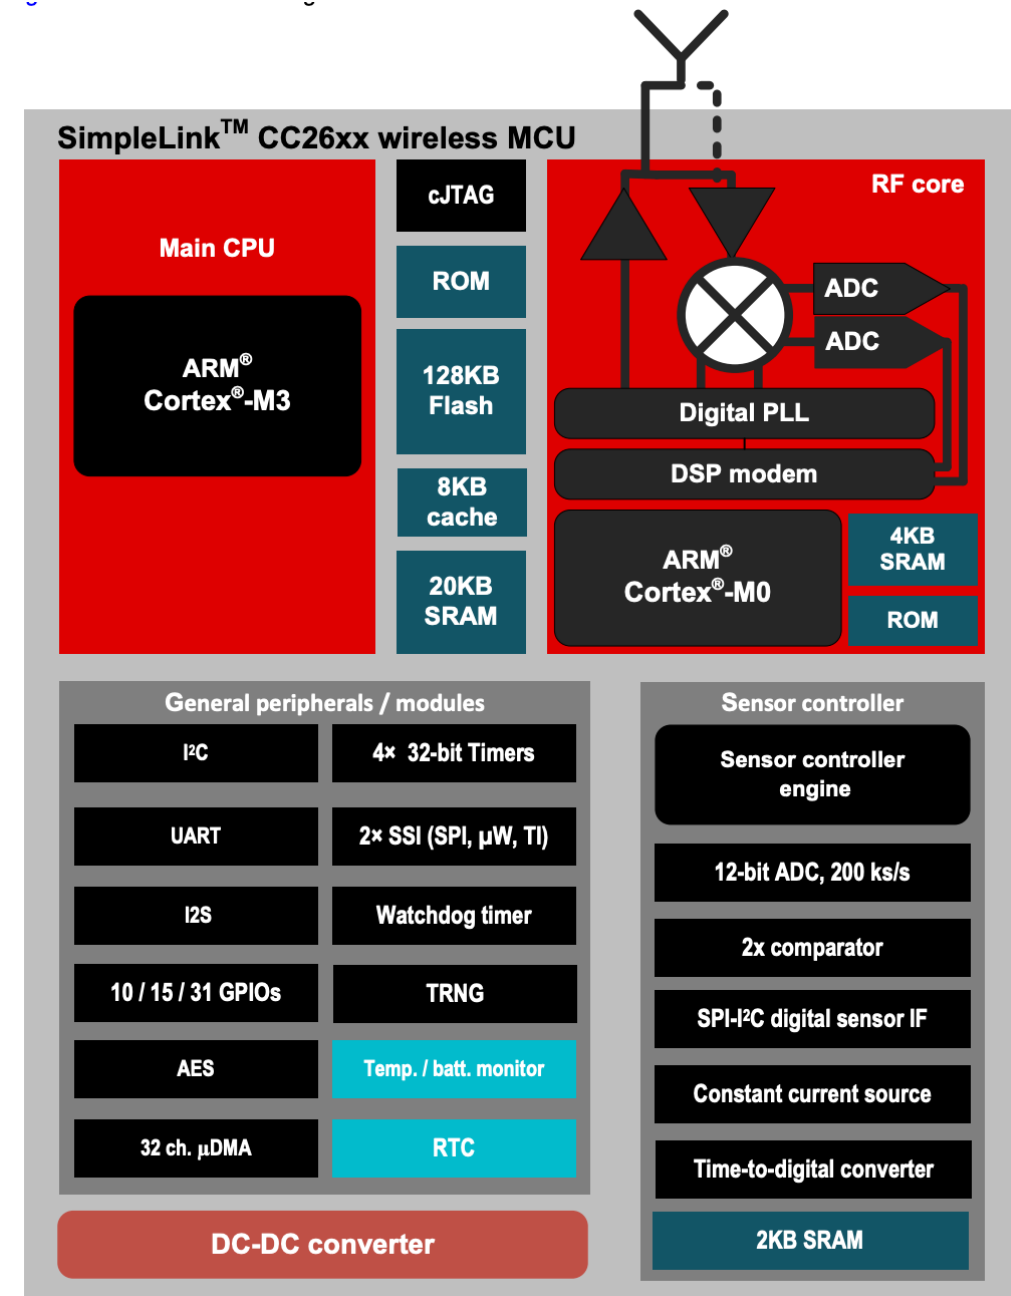 SimpleLink™ CC26xx wireless MCU
Main CPU
ARM®
Cortex®-M3
cJTAG
ROM
128KB
Flash
8KB
cache
20KB
SRAM
RF core
ADC
ADC
Digital PLL
DSP modem
ARM®
Cortex®-M0
4KB
SRAM
ROM
General peripherals / modules
I²C
4× 32-bit Timers
UART
2× SSI (SPI, µW, TI)
I2S
Watchdog timer
10 / 15 / 31 GPIOs
TRNG
AES
Temp. / batt. monitor
32 ch. µDMA
RTC
Sensor controller
Sensor controller
engine
12-bit ADC, 200 ks/s
2x comparator
SPI-I²C digital sensor IF
Constant current source
Time-to-digital converter
2KB SRAM
DC-DC converter